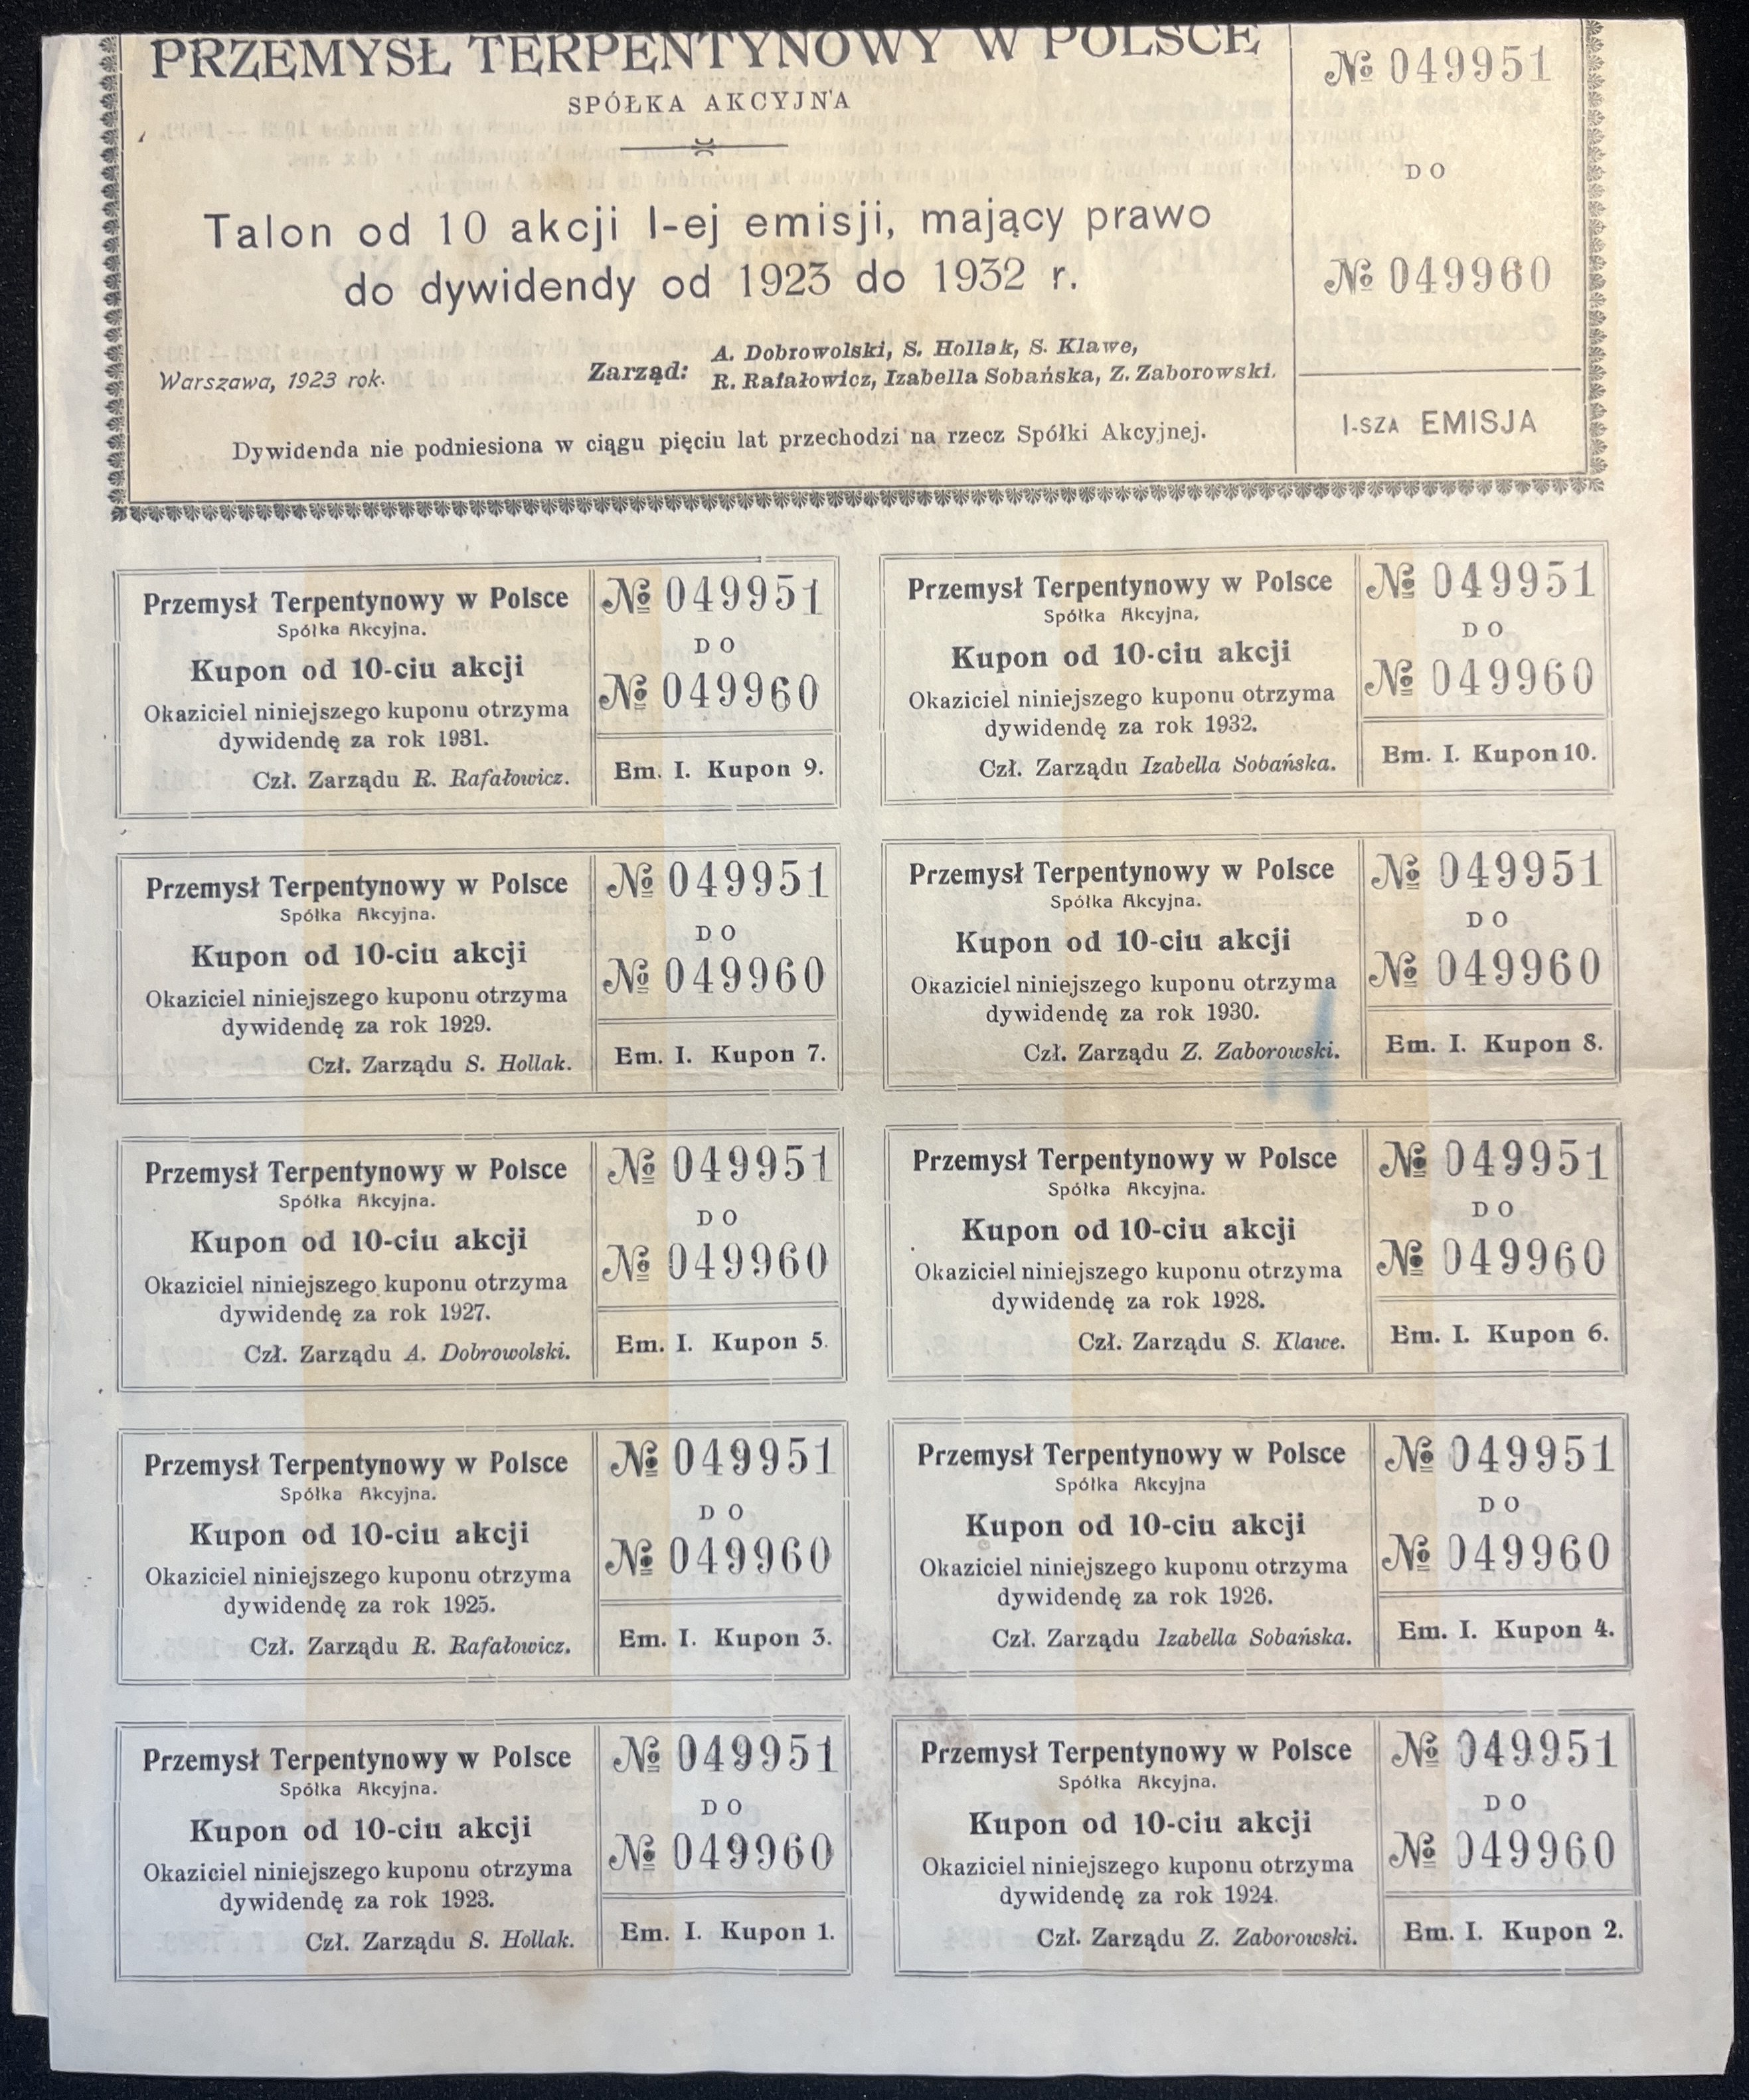 PRZEMYSŁ TERPENTYNOWY W POLSCE
SPÓŁKA AKCYJNA
Talon od 10 akcji I-ej emisji, mający prawo
do dywidendy od 1923 do 1932 r.
Warszawa, 1923 rok.
Zarząd:
A. Dobrowolski, S. Hollak, S. Klawe,
R. Rafałowicz, Izabella Sobańska, Z. Zaborowski.
Dywidenda nie podniesiona w ciągu pięciu lat przechodzi na rzecz Spółki Akcyjnej.
№ 049951
DO
№ 049960
I-SZA EMISJA
Przemysł Terpentynowy w Polsce
Spółka Akcyjna.
Kupon od 10-ciu akcji
Okaziciel niniejszego kuponu otrzyma
dywidendę za rok 1931.
Czł. Zarządu R. Rafałowicz.
№ 049951
DO
№ 049960
Em. I. Kupon 9.
Przemysł Terpentynowy w Polsce
Spółka Akcyjna.
Kupon od 10-ciu akcji
Okaziciel niniejszego kuponu otrzyma
dywidendę za rok 1932.
Czł. Zarządu Izabella Sobańska.
№ 049951
DO
№ 049960
Em. I. Kupon 10.
Przemysł Terpentynowy w Polsce
Spółka Akcyjna.
Kupon od 10-ciu akcji
Okaziciel niniejszego kuponu otrzyma
dywidendę za rok 1929.
Czł. Zarządu S. Hollak.
№ 049951
DO
№ 049960
Em. I. Kupon 7.
Przemysł Terpentynowy w Polsce
Spółka Akcyjna.
Kupon od 10-ciu akcji
Okaziciel niniejszego kuponu otrzyma
dywidendę za rok 1930.
Czł. Zarządu Z. Zaborowski.
№ 049951
DO
№ 049960
Em. I. Kupon 8.
Przemysł Terpentynowy w Polsce
Spółka Akcyjna.
Kupon od 10-ciu akcji
Okaziciel niniejszego kuponu otrzyma
dywidendę za rok 1927.
Czł. Zarządu A. Dobrowolski.
№ 049951
DO
№ 049960
Em. I. Kupon 5.
Przemysł Terpentynowy w Polsce
Spółka Akcyjna.
Kupon od 10-ciu akcji
Okaziciel niniejszego kuponu otrzyma
dywidendę za rok 1928.
Czł. Zarządu S. Klawe.
№ 049951
DO
№ 049960
Em. I. Kupon 6.
Przemysł Terpentynowy w Polsce
Spółka Akcyjna.
Kupon od 10-ciu akcji
Okaziciel niniejszego kuponu otrzyma
dywidendę za rok 1925.
Czł. Zarządu R. Rafałowicz.
№ 049951
DO
№ 049960
Em. I. Kupon 3.
Przemysł Terpentynowy w Polsce
Spółka Akcyjna
Kupon od 10-ciu akcji
Okaziciel niniejszego kuponu otrzyma
dywidendę za rok 1926.
Czł. Zarządu Izabella Sobańska.
№ 049951
DO
№ 049960
Em. I. Kupon 4.
Przemysł Terpentynowy w Polsce
Spółka Akcyjna.
Kupon od 10-ciu akcji
Okaziciel niniejszego kuponu otrzyma
dywidendę za rok 1923.
Czł. Zarządu S. Hollak.
№ 049951
DO
№ 049960
Em. I. Kupon 1.
Przemysł Terpentynowy w Polsce
Spółka Akcyjna.
Kupon od 10-ciu akcji
Okaziciel niniejszego kuponu otrzyma
dywidendę za rok 1924.
Czł. Zarządu Z. Zaborowski.
№ 049951
DO
№ 049960
Em. I. Kupon 2.